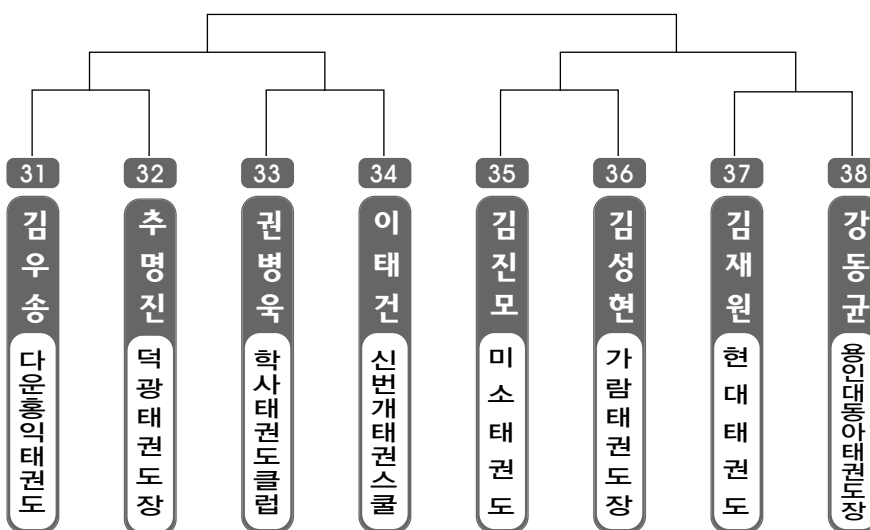 31
김우송
다운홍익태권도
32
추명진
덕광태권도장
33
권병욱
학사태권도클럽
34
이태건
신번개태권스쿨
35
김진모
미소태권도
36
김성현
가람태권도장
37
김재원
현대태권도
38
강동균
용인대동아태권도장